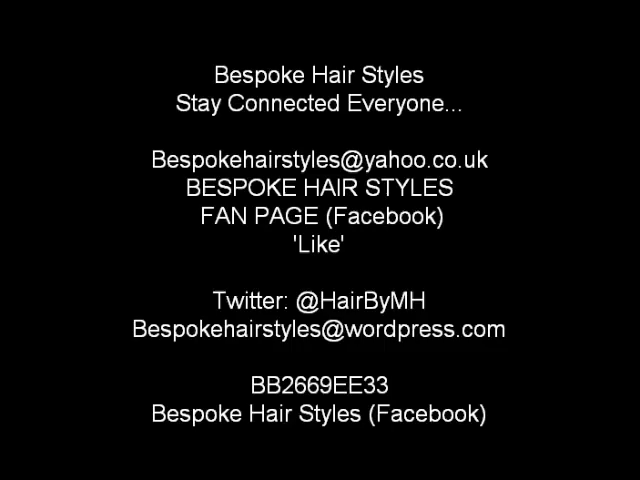 Bespoke Hair Styles
Stay Connected Everyone...
Bespokehairstyles@yahoo.co.uk
BESPOKE HAIR STYLES
FAN PAGE (Facebook)
'Like'
Twitter: @HairByMH
Bespokehairstyles@wordpress.com
BB2669EE33
Bespoke Hair Styles (Facebook)